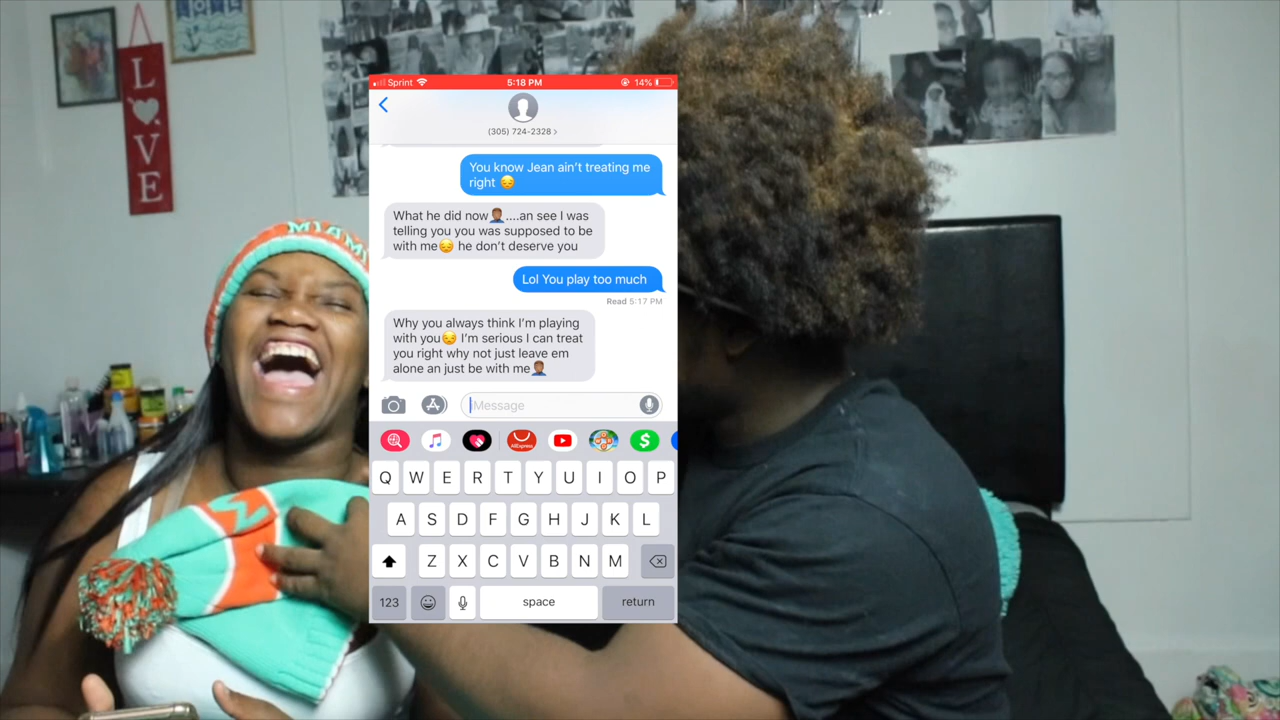 LOVE
L
V
E
MIAMI
Sprint 5:18 PM 14%
(305) 724-2328 >
You know Jean ain't treating me
right 😔
What he did now🤦🏾‍♂️....an see I was
telling you you was supposed to be
with me😔 he don't deserve you
Lol You play too much
Read 5:17 PM
Why you always think I'm playing
with you😔 I'm serious I can treat
you right why not just leave em
alone an just be with me🤦🏾‍♂️
Message
AliExpress
$
Q W E R T Y U I O P
A S D F G H J K L
Z X C V B N M
123 space return